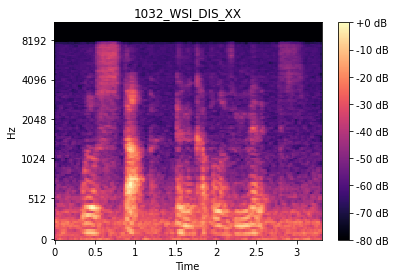 1032_WSI_DIS_XX
+0 dB
8192
-10 dB
4096
-20 dB
-30 dB
2048
Hz
-40 dB
1024
-50 dB
512
-60 dB
-70 dB
0
-80 dB
0 0.5 1 1.5 2 2.5 3
Time